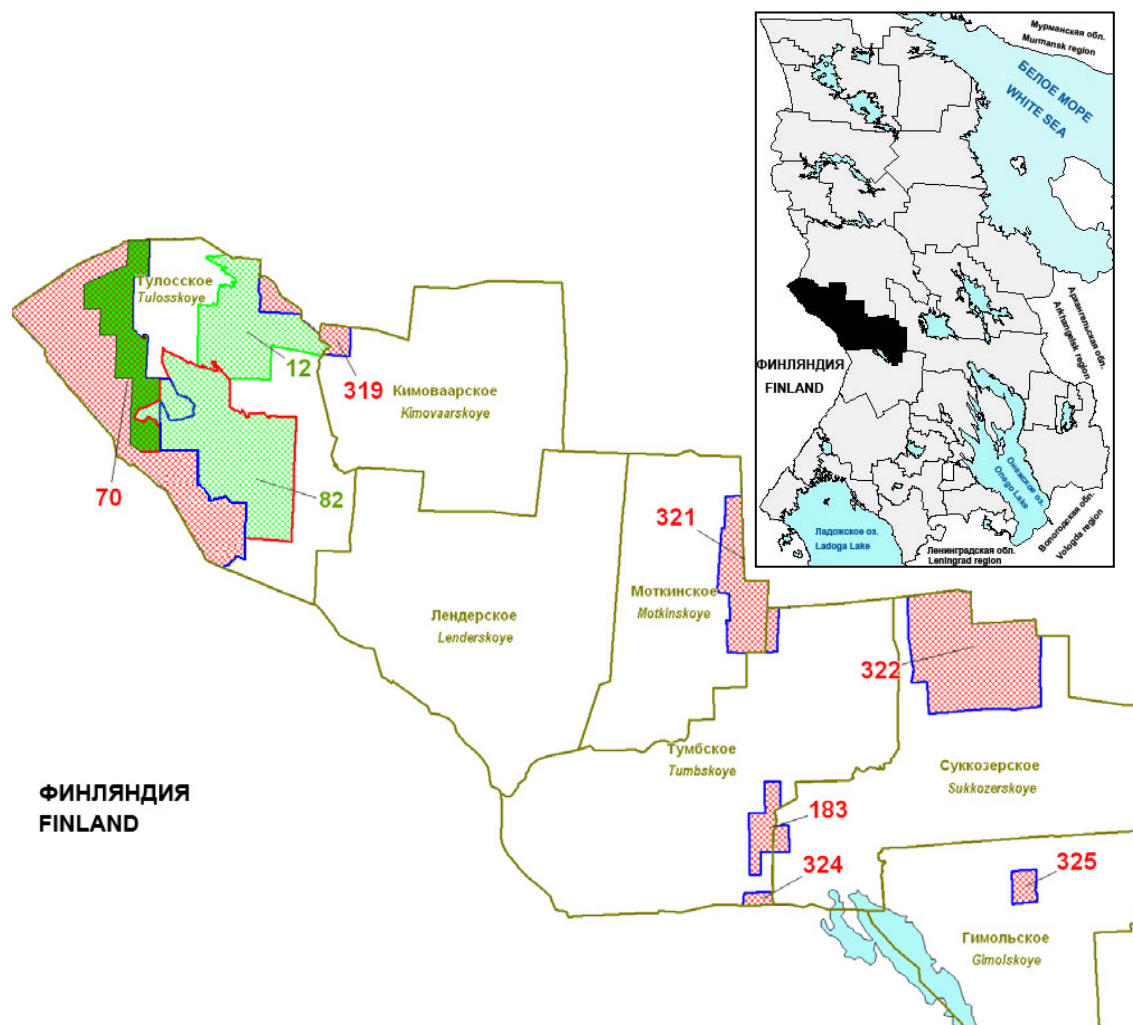 Мурманская обл.
Murmansk region
БЕЛОЕ МОРЕ
WHITE SEA
Архангельская обл.
Arkhangelsk region
ФИНЛЯНДИЯ
FINLAND
Онежское оз.
Onego Lake
Ладожское оз.
Ladoga Lake
Вологодская обл.
Vologda region
Ленинградская обл.
Leningrad region
Тулосское
Tulosskoye
12
319
Кимоваарское
Kimovaarskoye
70
82
321
Моткинское
Motkinskoye
Лендерское
Lenderskoye
322
Тумбское
Tumbskoye
Суккозерское
Sukkozerskoye
ФИНЛЯНДИЯ
FINLAND
183
324
325
Гимольское
Gimolskoye